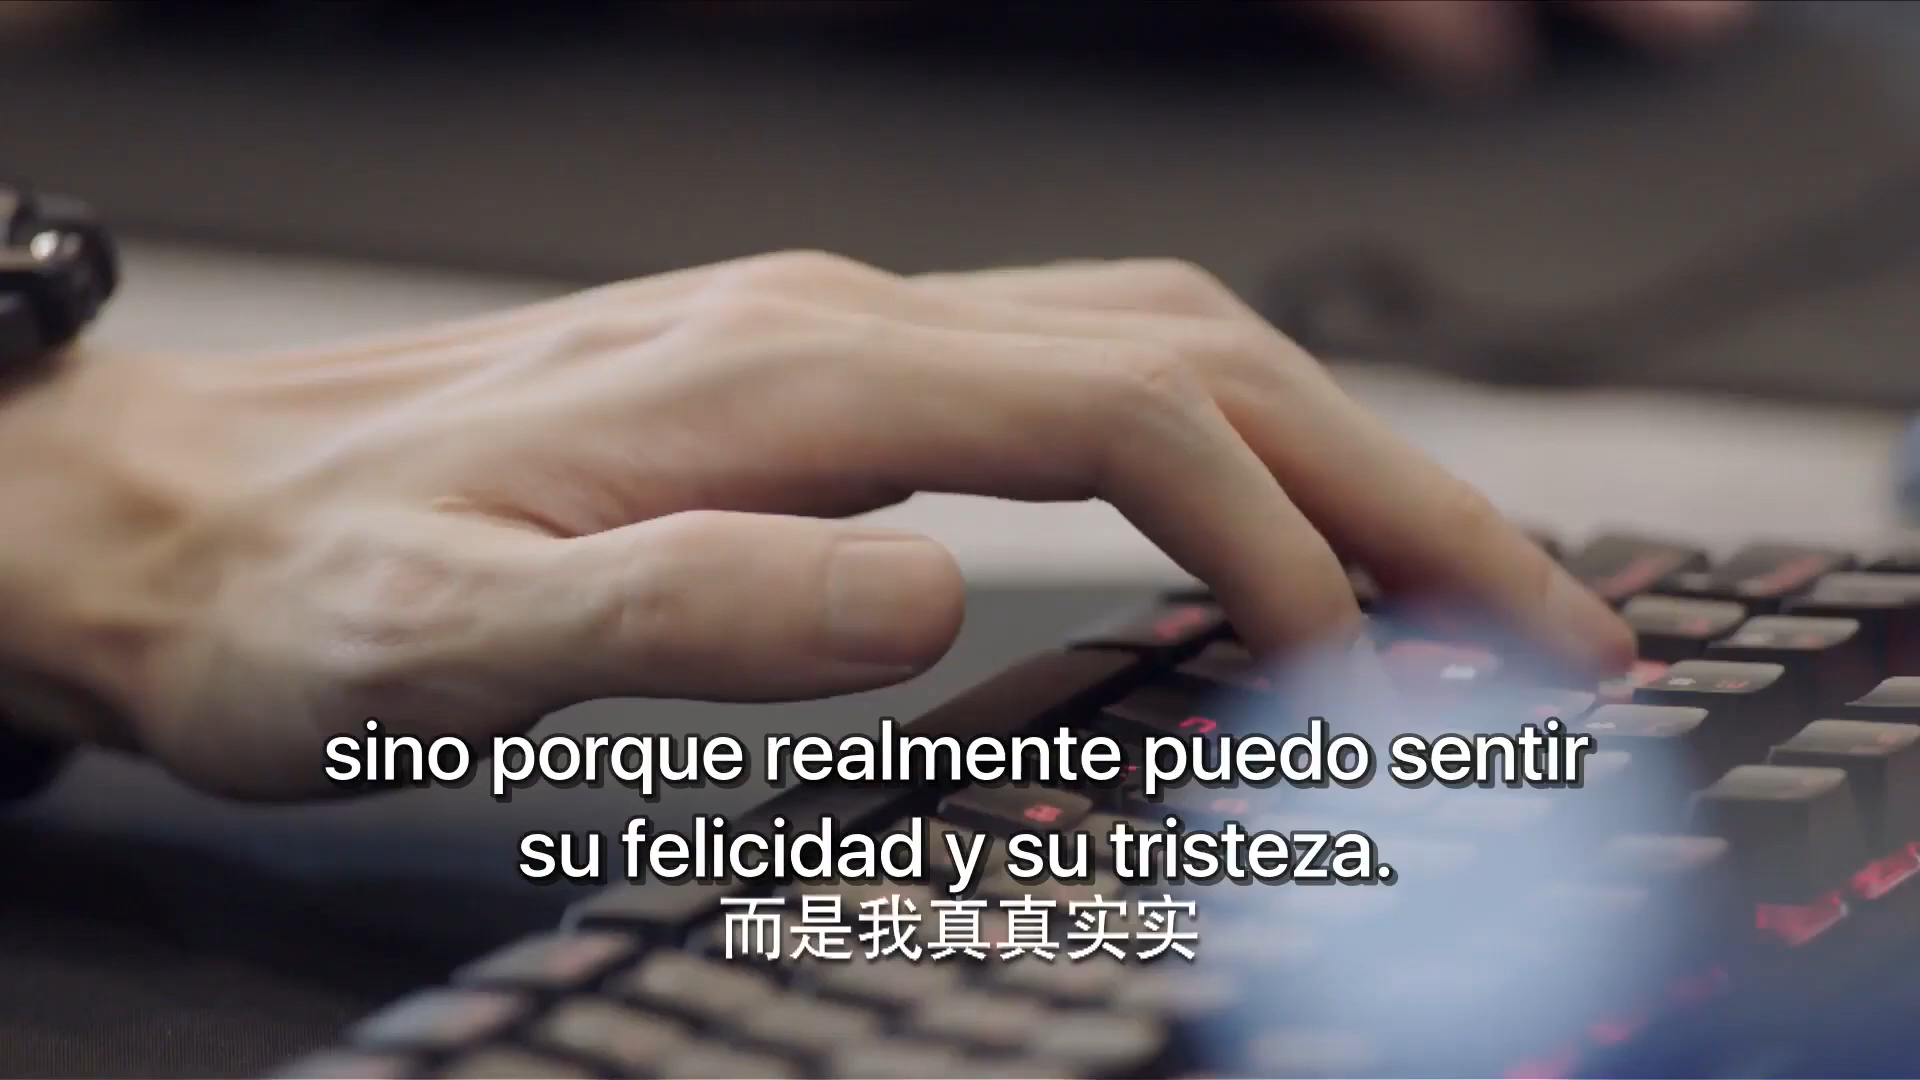 sino porque realmente puedo sentir
su felicidad y su tristeza.
而是我真真实实